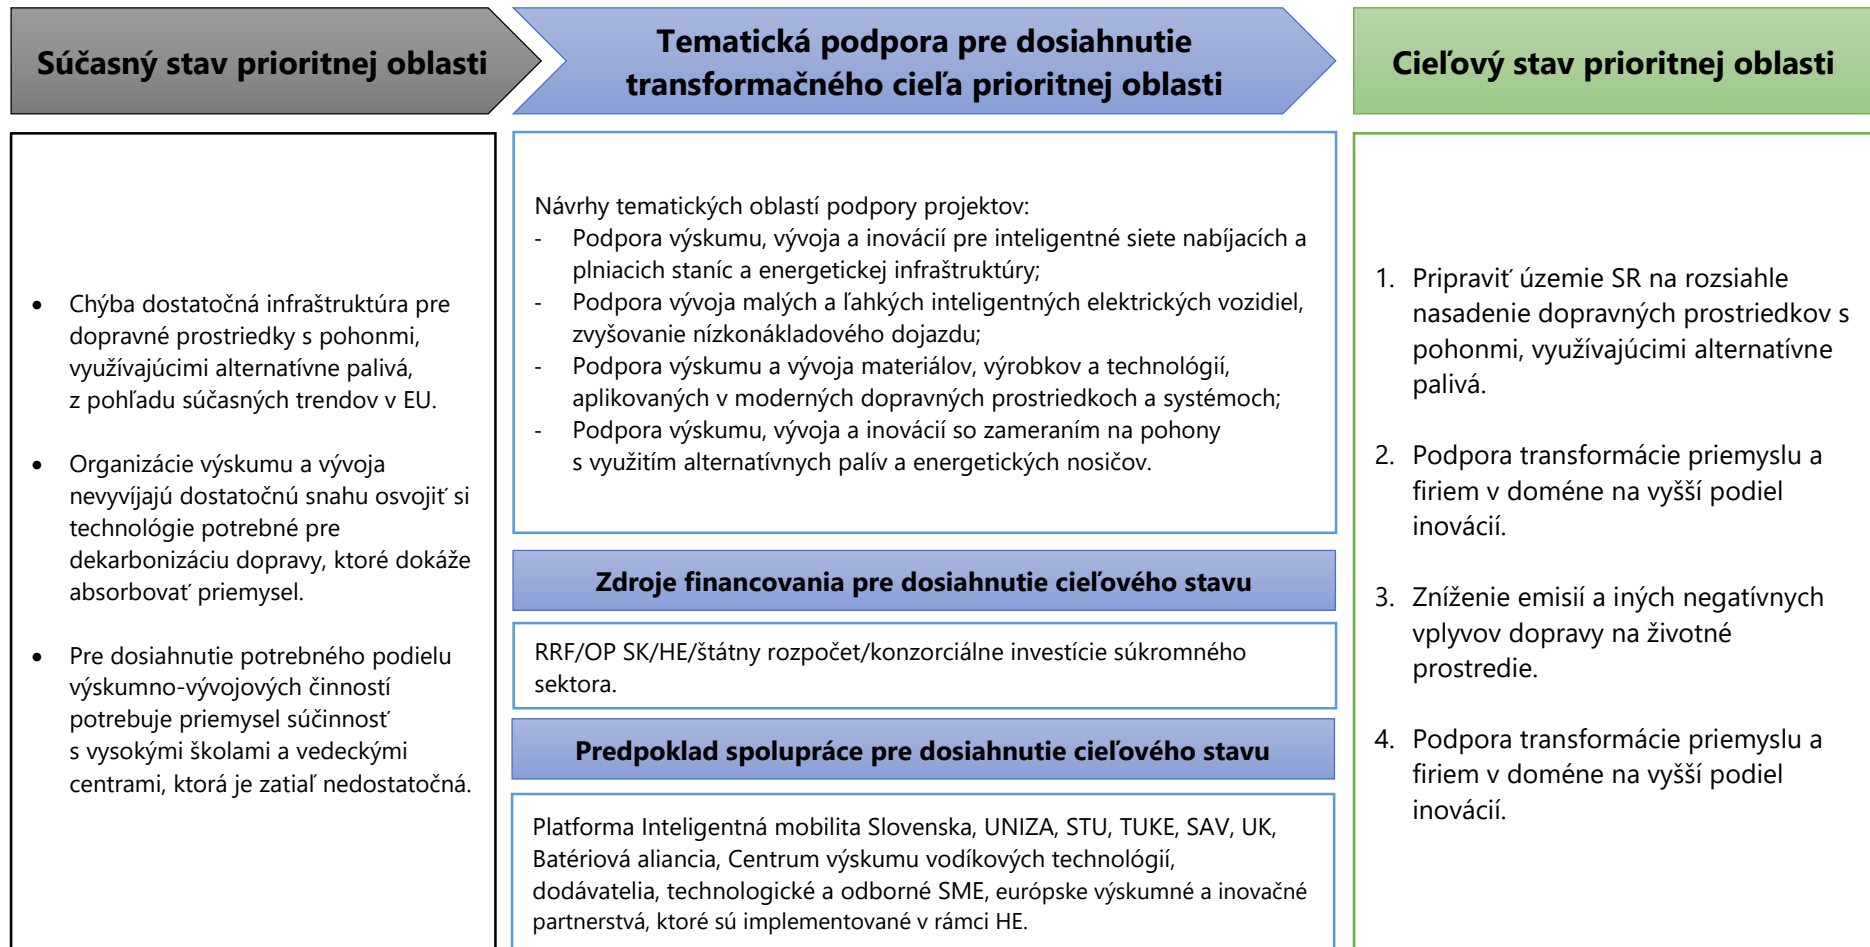 Súčasný stav prioritnej oblasti
Tematická podpora pre dosiahnutie
transformačného cieľa prioritnej oblasti
Cieľový stav prioritnej oblasti
• Chýba dostatočná infraštruktúra pre
dopravné prostriedky s pohonmi,
využívajúcimi alternatívne palivá,
z pohľadu súčasných trendov v EU.
• Organizácie výskumu a vývoja
nevyvíjajú dostatočnú snahu osvojiť si
technológie potrebné pre
dekarbonizáciu dopravy, ktoré dokáže
absorbovať priemysel.
• Pre dosiahnutie potrebného podielu
výskumno-vývojových činností
potrebuje priemysel súčinnosť
s vysokými školami a vedeckými
centrami, ktorá je zatiaľ nedostatočná.
Návrhy tematických oblastí podpory projektov:
- Podpora výskumu, vývoja a inovácií pre inteligentné siete nabíjacích a
plniacich staníc a energetickej infraštruktúry;
- Podpora vývoja malých a ľahkých inteligentných elektrických vozidiel,
zvyšovanie nízkonákladového dojazdu;
- Podpora výskumu a vývoja materiálov, výrobkov a technológií,
aplikovaných v moderných dopravných prostriedkoch a systémoch;
- Podpora výskumu, vývoja a inovácií so zameraním na pohony
s využitím alternatívnych palív a energetických nosičov.
Zdroje financovania pre dosiahnutie cieľového stavu
RRF/OP SK/HE/štátny rozpočet/konzorciálne investície súkromného
sektora.
Predpoklad spolupráce pre dosiahnutie cieľového stavu
Platforma Inteligentná mobilita Slovenska, UNIZA, STU, TUKE, SAV, UK,
Batériová aliancia, Centrum výskumu vodíkových technológií,
dodávatelia, technologické a odborné SME, európske výskumné a inovačné
partnerstvá, ktoré sú implementované v rámci HE.
1. Pripraviť územie SR na rozsiahle
nasadenie dopravných prostriedkov s
pohonmi, využívajúcimi alternatívne
palivá.
2. Podpora transformácie priemyslu a
firiem v doméne na vyšší podiel
inovácií.
3. Zníženie emisií a iných negatívnych
vplyvov dopravy na životné
prostredie.
4. Podpora transformácie priemyslu a
firiem v doméne na vyšší podiel
inovácií.